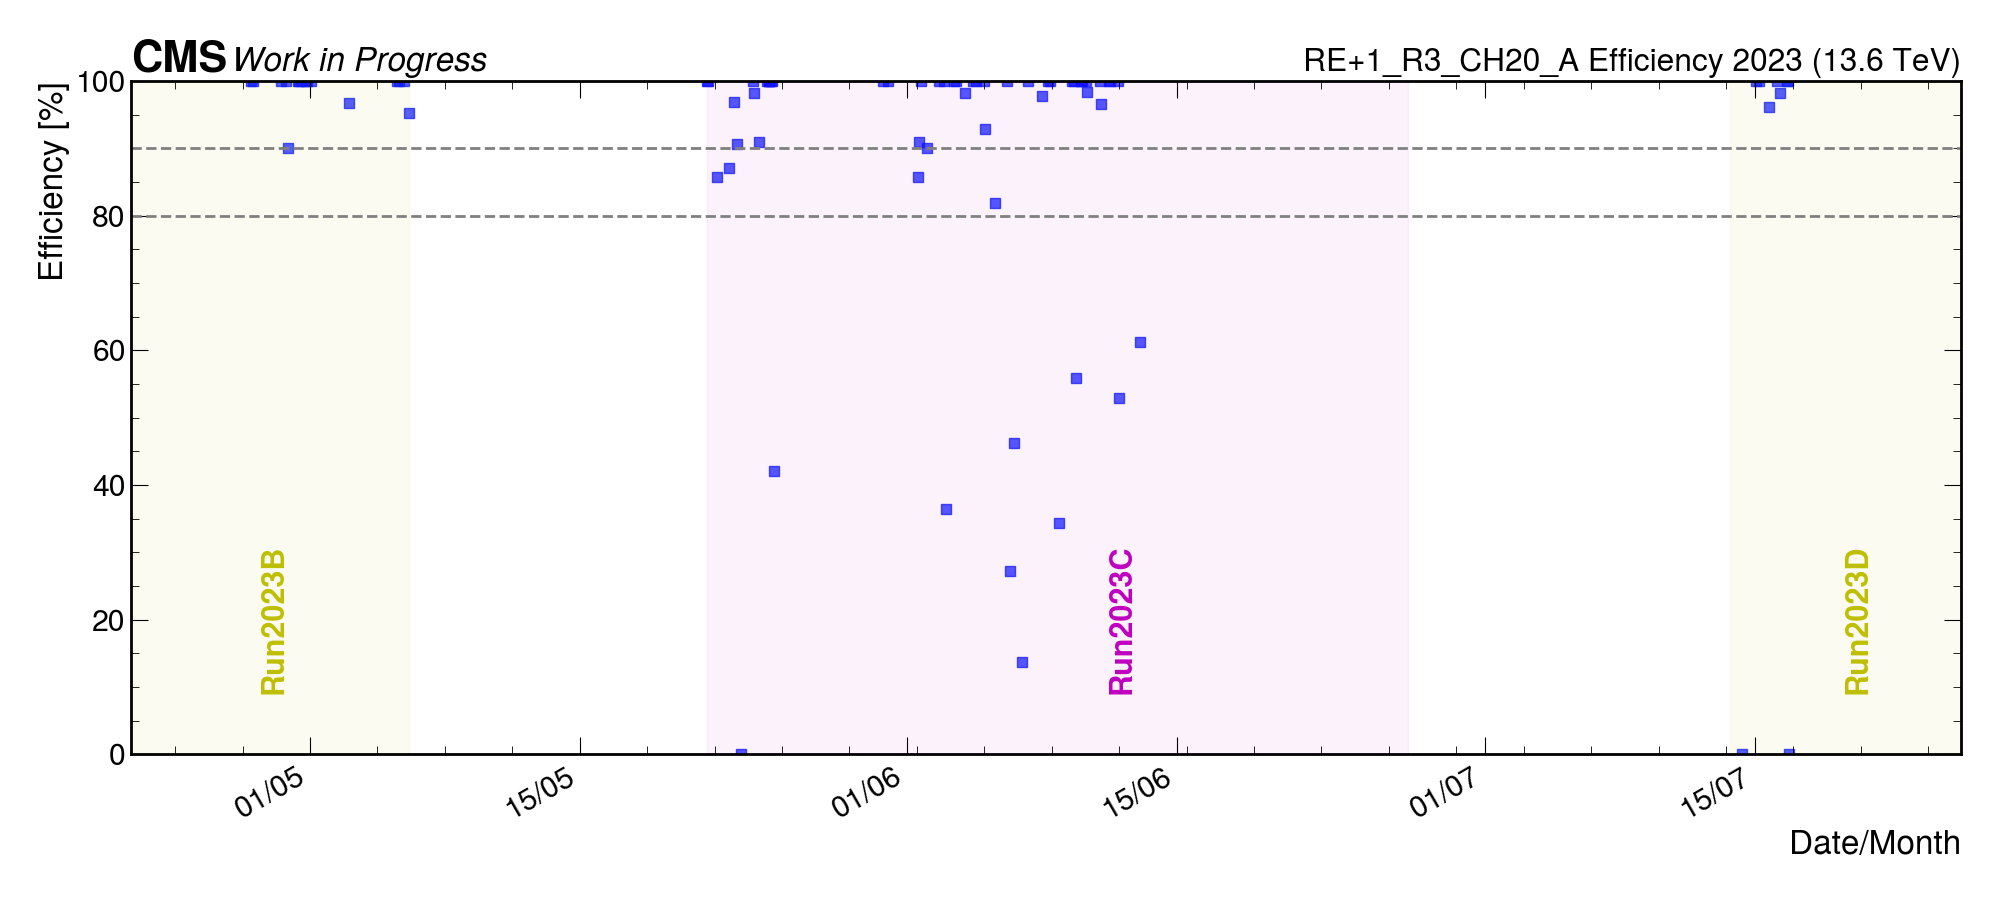 CMS Work in Progress
RE+1_R3_CH20_A Efficiency 2023 (13.6 TeV)
Efficiency [%]
100
80
60
40
20
0
Run2023B
Run2023C
Run2023D
01/05
15/05
01/06
15/06
01/07
15/07
Date/Month